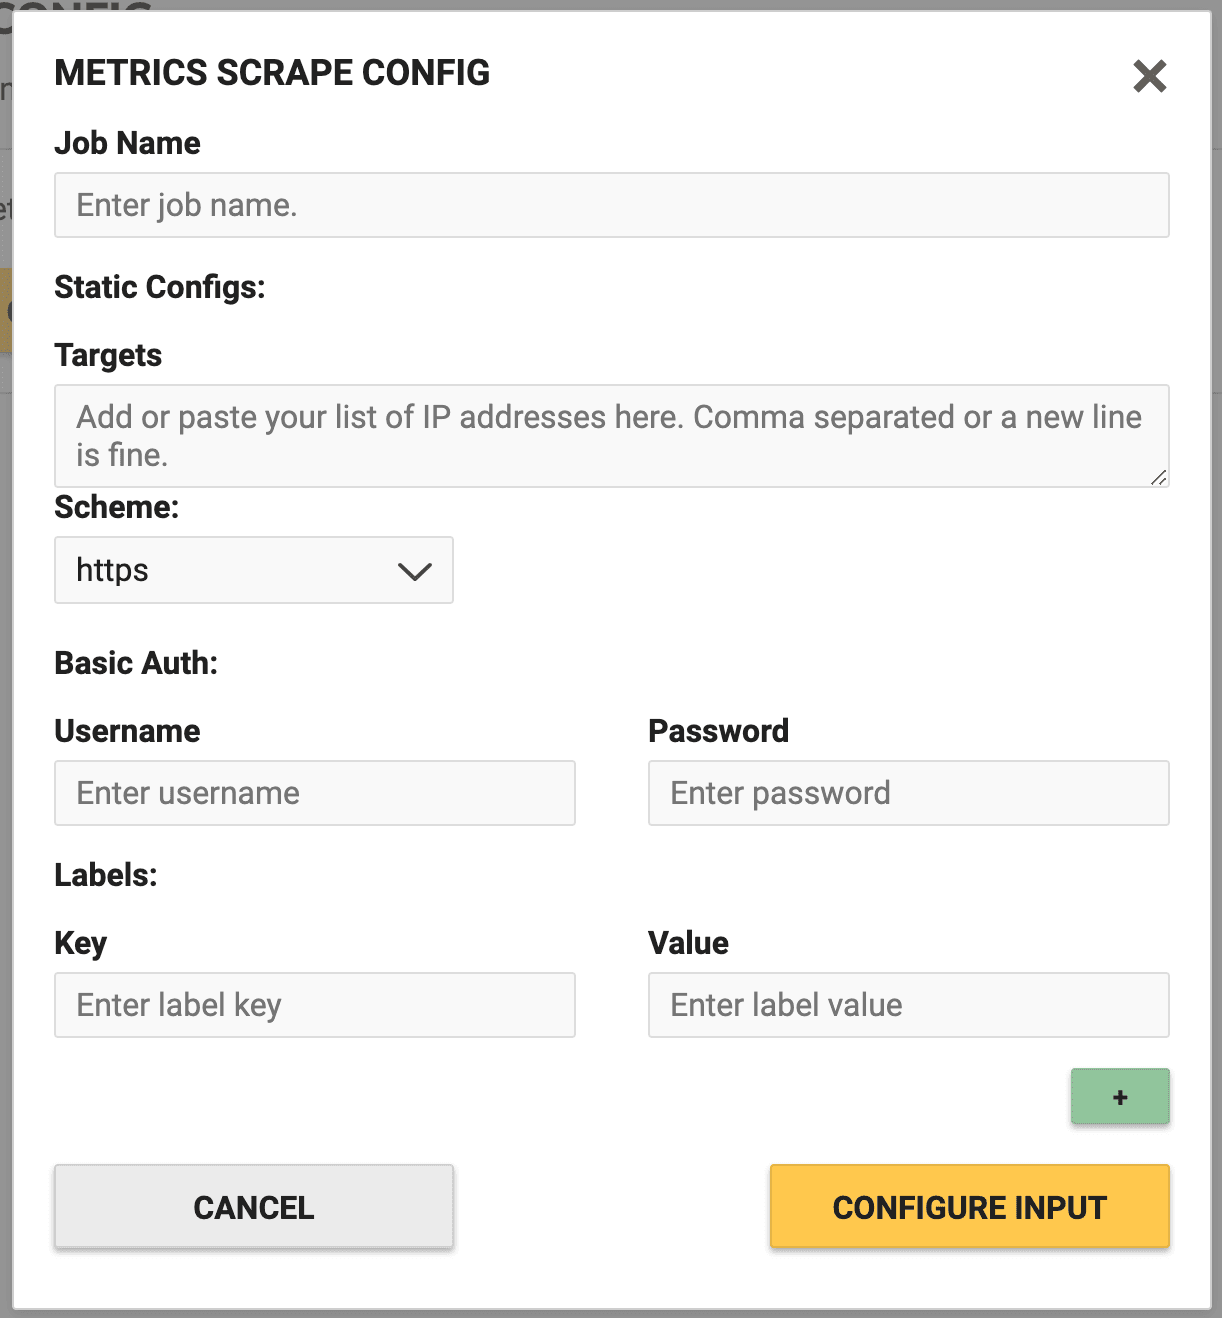 METRICS SCRAPE CONFIG
Job Name
Enter job name.
Static Configs:
Targets
Add or paste your list of IP addresses here. Comma separated or a new line
is fine.
Scheme:
https
Basic Auth:
Username Password
Enter username Enter password
Labels:
Key Value
Enter label key Enter label value
+
CANCEL CONFIGURE INPUT